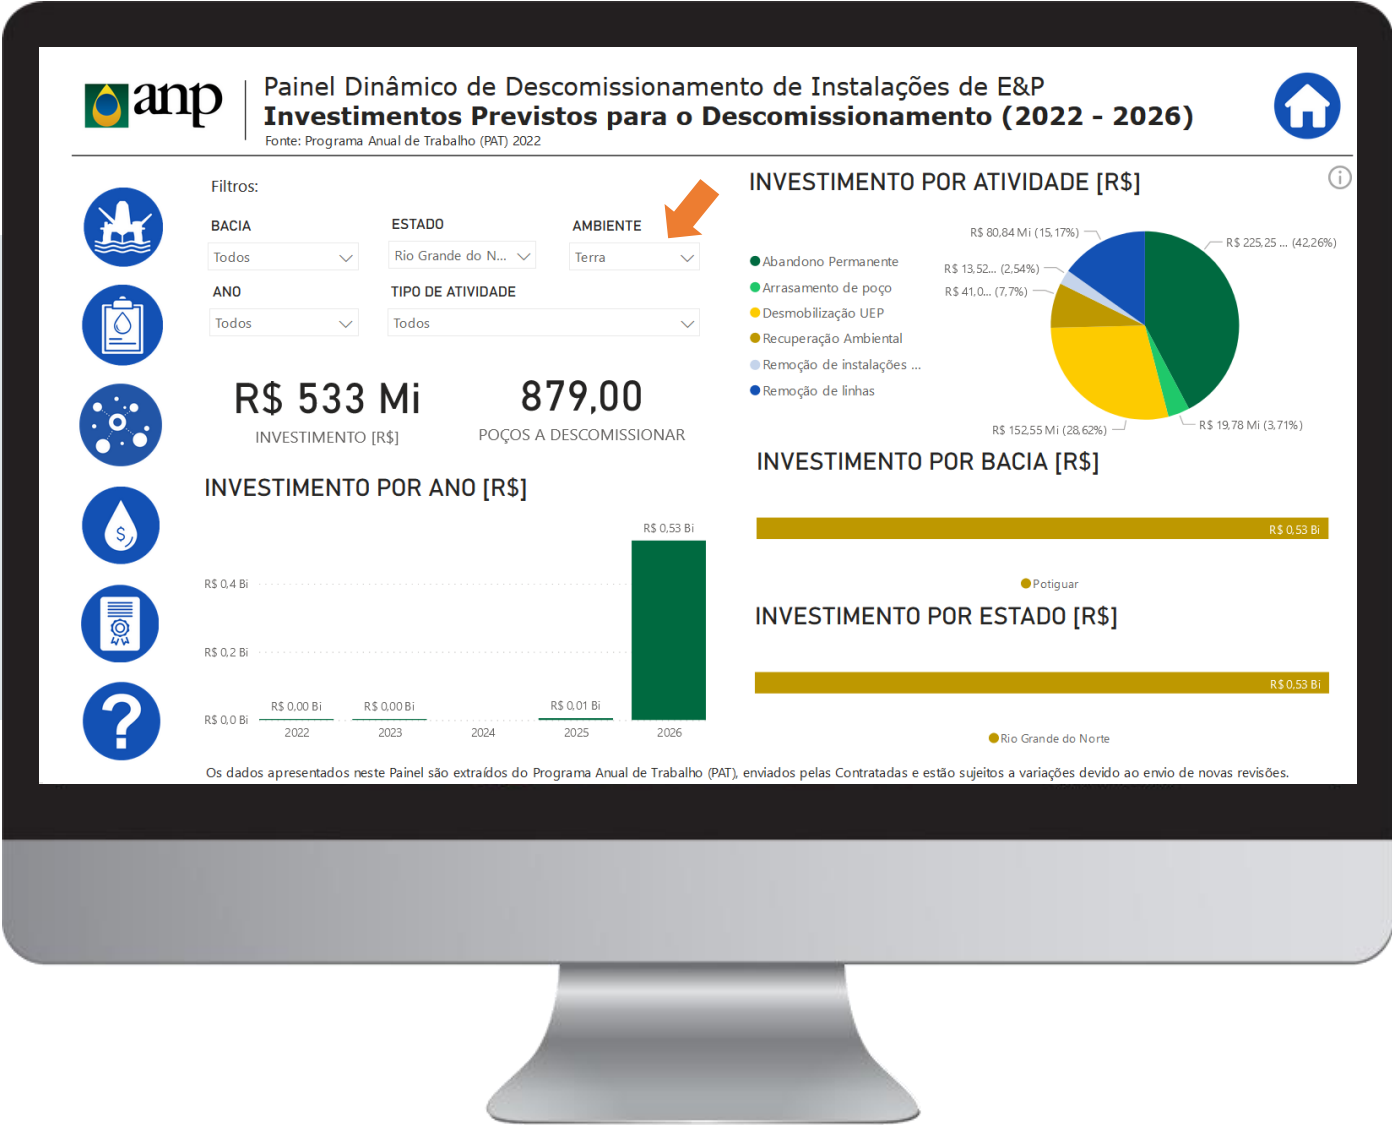 anp
Painel Dinâmico de Descomissionamento de Instalações de E&P
Investimentos Previstos para o Descomissionamento (2022 - 2026)
Fonte: Programa Anual de Trabalho (PAT) 2022
Filtros:
BACIA
Todos
ESTADO
Rio Grande do N...
AMBIENTE
Terra
ANO
Todos
TIPO DE ATIVIDADE
Todos
R$ 533 Mi
INVESTIMENTO [R$]
879,00
POÇOS A DESCOMISSIONAR
INVESTIMENTO POR ANO [R$]
R$ 0,53 Bi
R$ 0,4 Bi
R$ 0,2 Bi
R$ 0,0 Bi
R$ 0,00 Bi
R$ 0,00 Bi
R$ 0,01 Bi
2022
2023
2024
2025
2026
INVESTIMENTO POR ATIVIDADE [R$]
Abandono Permanente
Arrasamento de poço
Desmobilização UEP
Recuperação Ambiental
Remoção de instalações ...
Remoção de linhas
R$ 80,84 Mi (15,17%)
R$ 225,25 ... (42,26%)
R$ 13,52... (2,54%)
R$ 41,0... (7,7%)
R$ 152,55 Mi (28,62%)
R$ 19,78 Mi (3,71%)
INVESTIMENTO POR BACIA [R$]
R$ 0,53 Bi
Potiguar
INVESTIMENTO POR ESTADO [R$]
R$ 0,53 Bi
Rio Grande do Norte
Os dados apresentados neste Painel são extraídos do Programa Anual de Trabalho (PAT), enviados pelas Contratadas e estão sujeitos a variações devido ao envio de novas revisões.